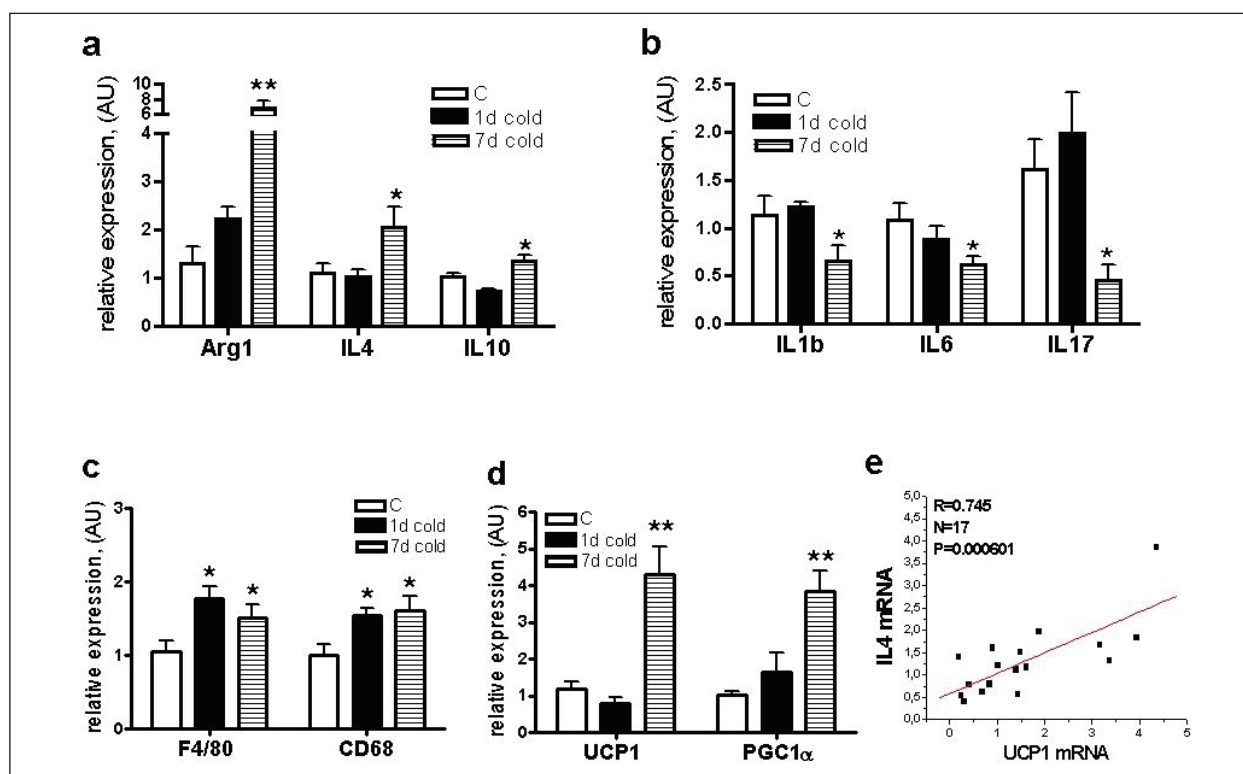 a
relative expression, (AU)
10
8
6
4
3
2
1
0
**
*
*
C
1d cold
7d cold
Arg1 IL4 IL10
b
relative expression, (AU)
2.5
2.0
1.5
1.0
0.5
0.0
C
1d cold
7d cold
*
*
*
IL1b IL6 IL17
c
relative expression, (AU)
3
2
1
0
C
1d cold
7d cold
*
*
*
*
F4/80 CD68
d
relative expression, (AU)
6
5
4
3
2
1
0
C
1d cold
7d cold
**
**
UCP1 PGC1α
e
IL4 mRNA
5,0
4,5
4,0
3,5
3,0
2,5
2,0
1,5
1,0
0,5
0,0
R=0.745
N=17
P=0.000601
0 1 2 3 4 5
UCP1 mRNA